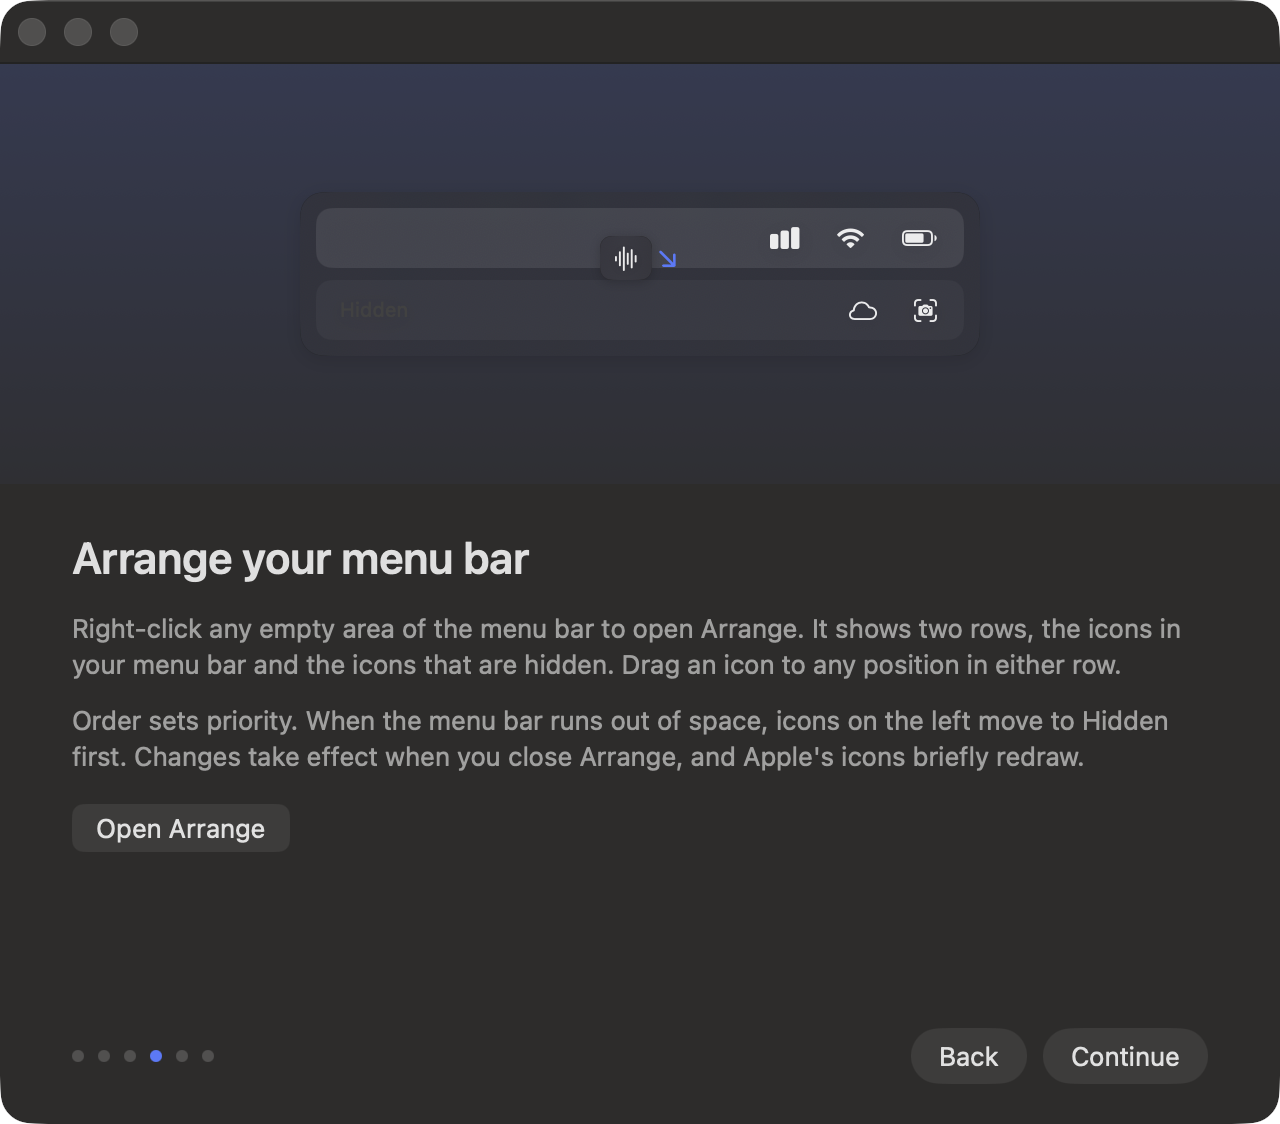 Hidden
Arrange your menu bar
Right-click any empty area of the menu bar to open Arrange. It shows two rows, the icons in
your menu bar and the icons that are hidden. Drag an icon to any position in either row.
Order sets priority. When the menu bar runs out of space, icons on the left move to Hidden
first. Changes take effect when you close Arrange, and Apple's icons briefly redraw.
Open Arrange
Back
Continue